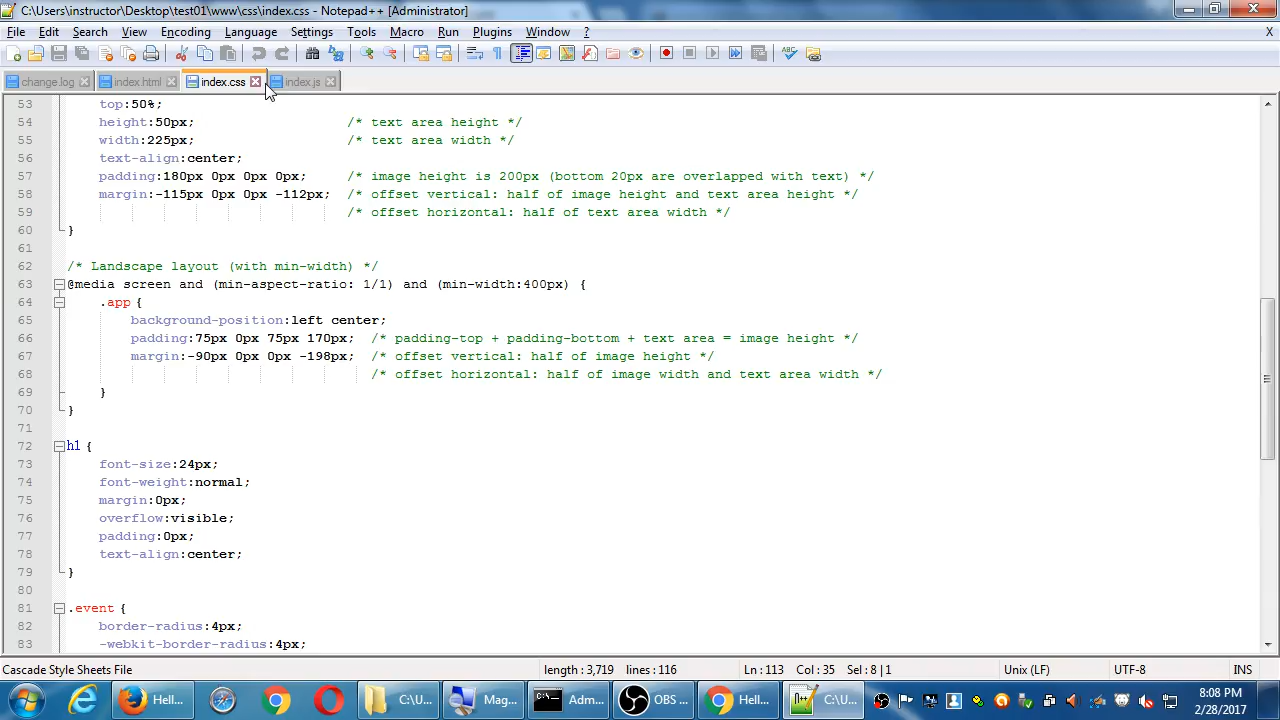 C:\Users\instructor\Desktop\test01\www\css\index.css - Notepad++ [Administrator]
File Edit Search View Encoding Language Settings Tools Macro Run Plugins Window ? X
change.log index.html index.css index.js
53 top:50%;
54 height:50px; /* text area height */
55 width:225px; /* text area width */
56 text-align:center;
57 padding:180px 0px 0px 0px; /* image height is 200px (bottom 20px are overlapped with text) */
58 margin:-115px 0px 0px -112px; /* offset vertical: half of image height and text area height */
59 /* offset horizontal: half of text area width */
60 }
61
62 /* Landscape layout (with min-width) */
63 @media screen and (min-aspect-ratio: 1/1) and (min-width:400px) {
64 .app {
65 background-position:left center;
66 padding:75px 0px 75px 170px; /* padding-top + padding-bottom + text area = image height */
67 margin:-90px 0px 0px -198px; /* offset vertical: half of image height */
68 /* offset horizontal: half of image width and text area width */
69 }
70 }
71
72 h1 {
73 font-size:24px;
74 font-weight:normal;
75 margin:0px;
76 overflow:visible;
77 padding:0px;
78 text-align:center;
79 }
80
81 .event {
82 border-radius:4px;
83 -webkit-border-radius:4px;
Cascade Style Sheets File length : 3,719 lines : 116 Ln : 113 Col : 35 Sel : 8 | 1 Unix (LF) UTF-8 INS
Hell... C:\U... Mag... Adm... OBS ... Hell... C:\U... 8:08 PM
2/28/2017